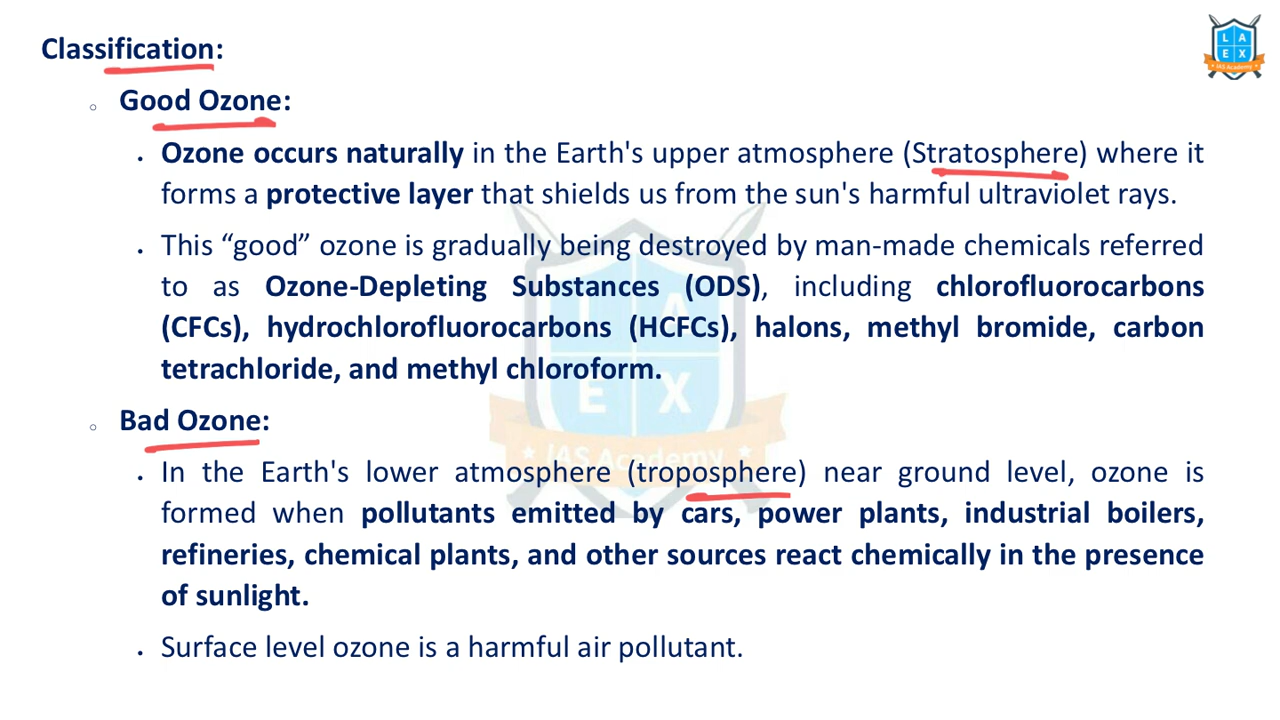 Classification:
L A
E X
IAS Academy
○ Good Ozone:
• Ozone occurs naturally in the Earth's upper atmosphere (Stratosphere) where it
forms a protective layer that shields us from the sun's harmful ultraviolet rays.
• This “good” ozone is gradually being destroyed by man-made chemicals referred
to as Ozone-Depleting Substances (ODS), including chlorofluorocarbons
(CFCs), hydrochlorofluorocarbons (HCFCs), halons, methyl bromide, carbon
tetrachloride, and methyl chloroform.
○ Bad Ozone:
• In the Earth's lower atmosphere (troposphere) near ground level, ozone is
formed when pollutants emitted by cars, power plants, industrial boilers,
refineries, chemical plants, and other sources react chemically in the presence
of sunlight.
• Surface level ozone is a harmful air pollutant.
L A
E X
IAS Academy